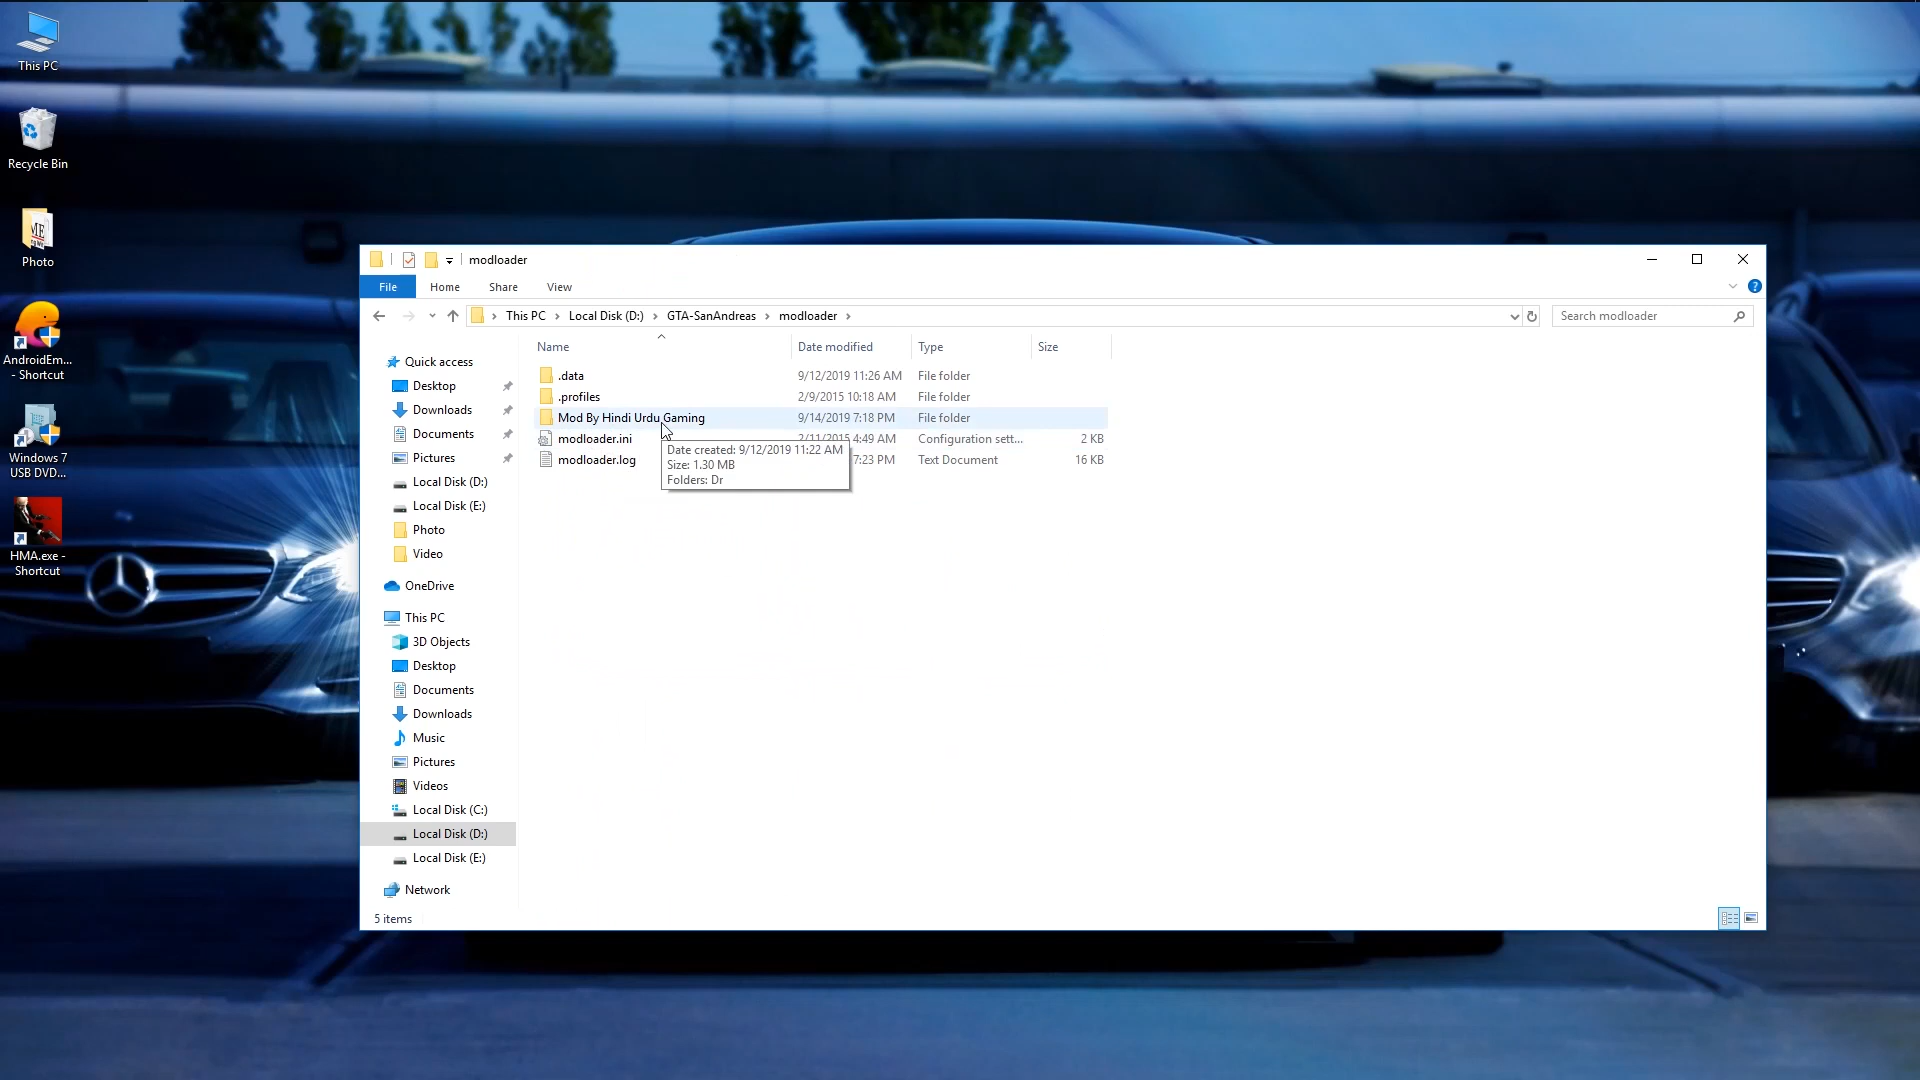 This PC
Recycle Bin
Photo
AndroidEm...
- Shortcut
Windows 7
USB DVD...
HMA.exe -
Shortcut
modloader
File Home Share View
This PC Local Disk (D:) GTA-SanAndreas modloader
Search modloader
Name Date modified Type Size
.data 9/12/2019 11:26 AM File folder
.profiles 2/9/2015 10:18 AM File folder
Mod By Hindi Urdu Gaming 9/14/2019 7:18 PM File folder
modloader.ini 2/11/2015 4:49 AM Configuration sett... 2 KB
modloader.log 7:23 PM Text Document 16 KB
Date created: 9/12/2019 11:22 AM
Size: 1.30 MB
Folders: Dr
Quick access
Desktop
Downloads
Documents
Pictures
Local Disk (D:)
Local Disk (E:)
Photo
Video
OneDrive
This PC
3D Objects
Desktop
Documents
Downloads
Music
Pictures
Videos
Local Disk (C:)
Local Disk (D:)
Local Disk (E:)
Network
5 items